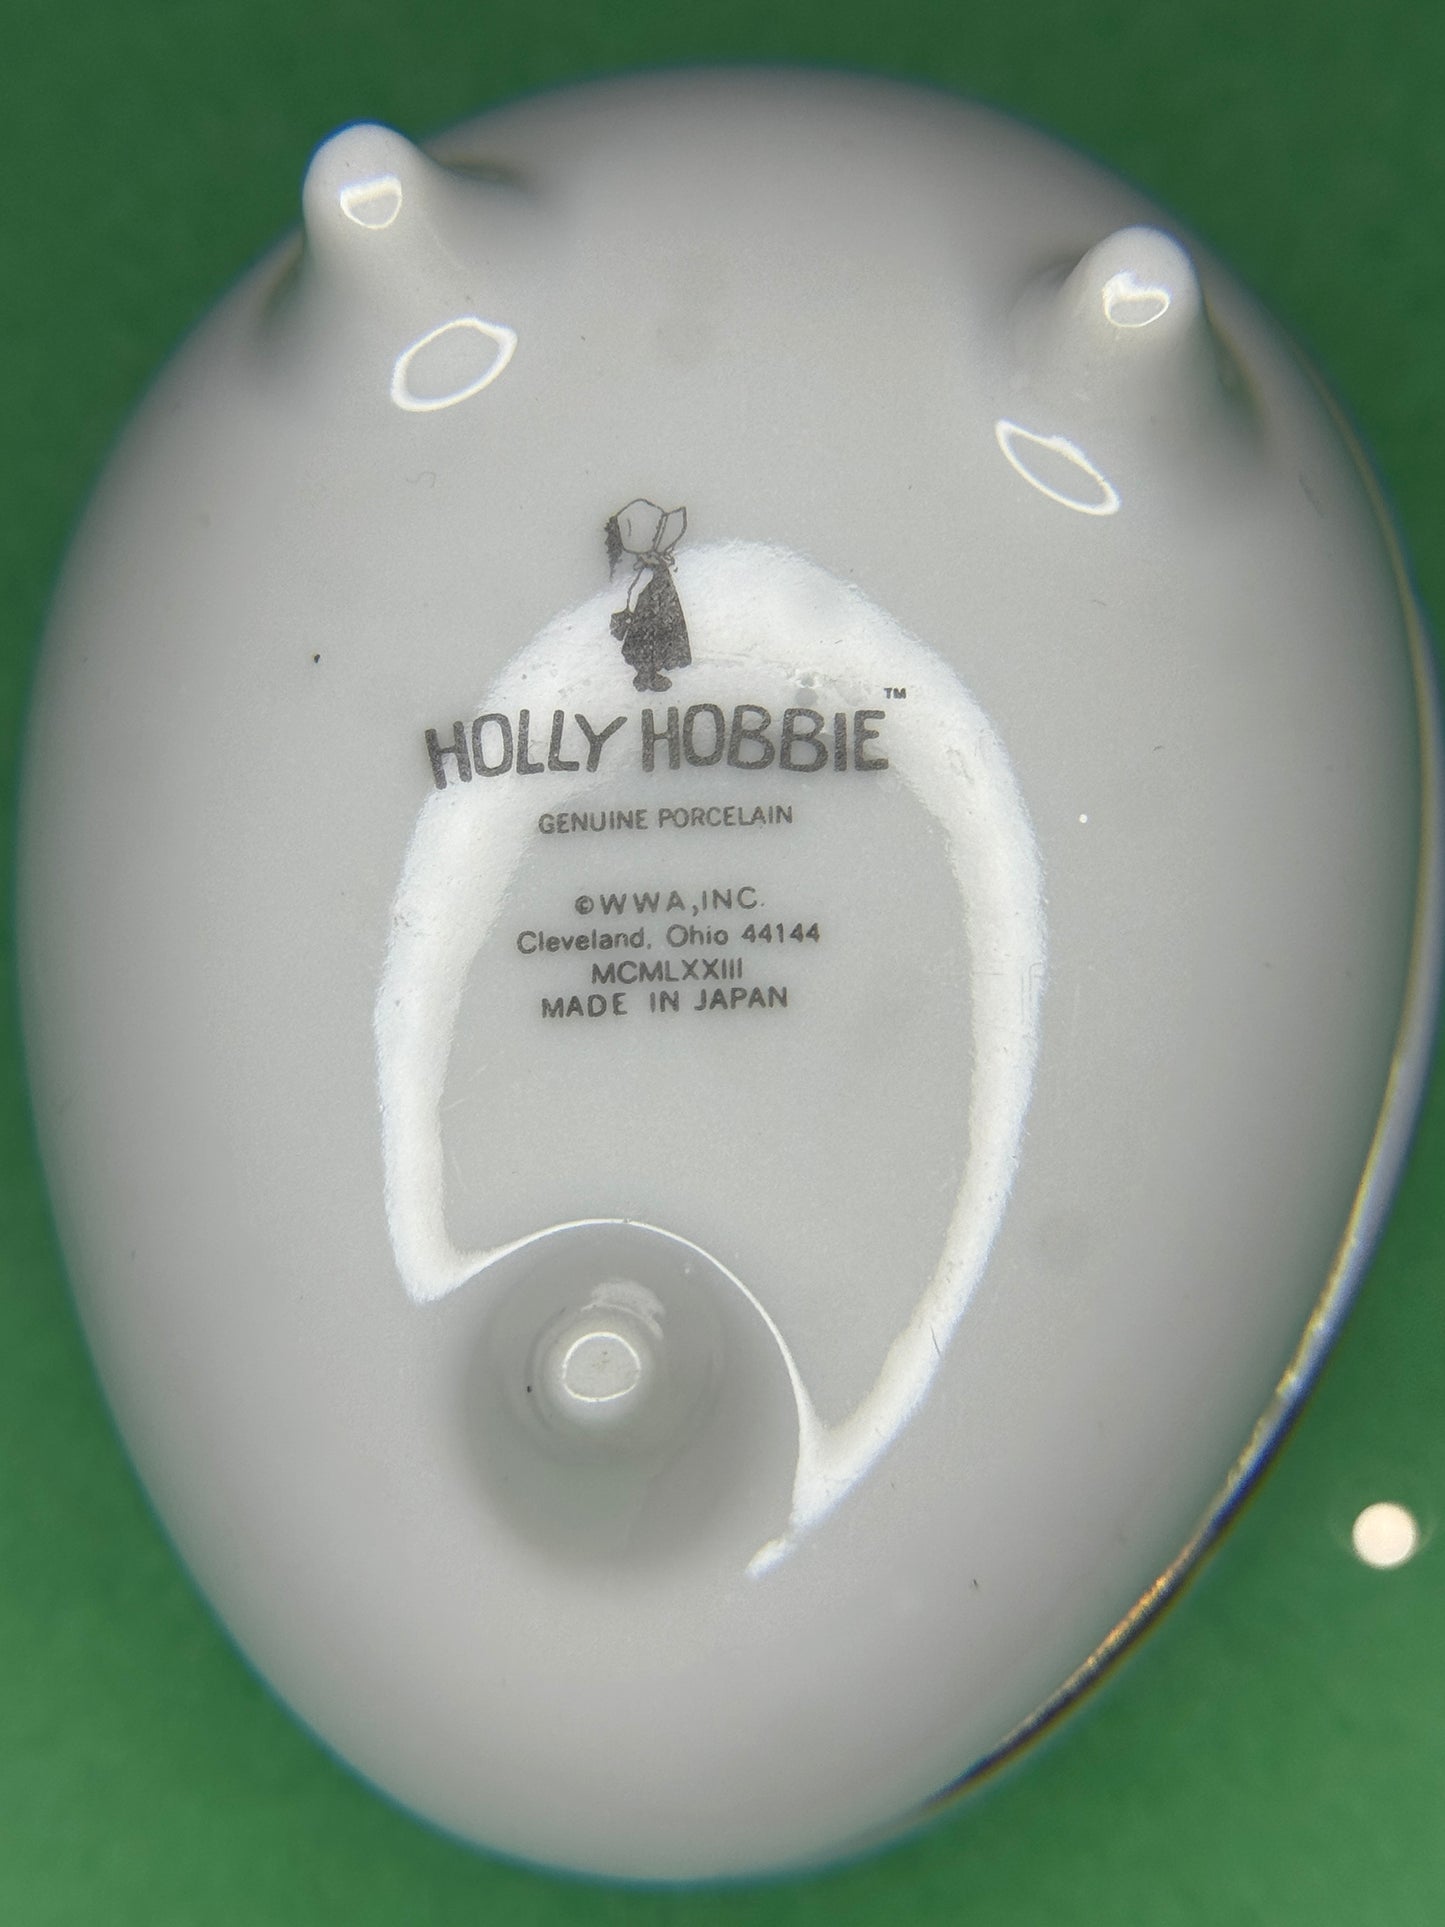 HOLLY HOBBIE™
GENUINE PORCELAIN
©WWA,INC.
Cleveland, Ohio 44144
MCMLXXIII
MADE IN JAPAN